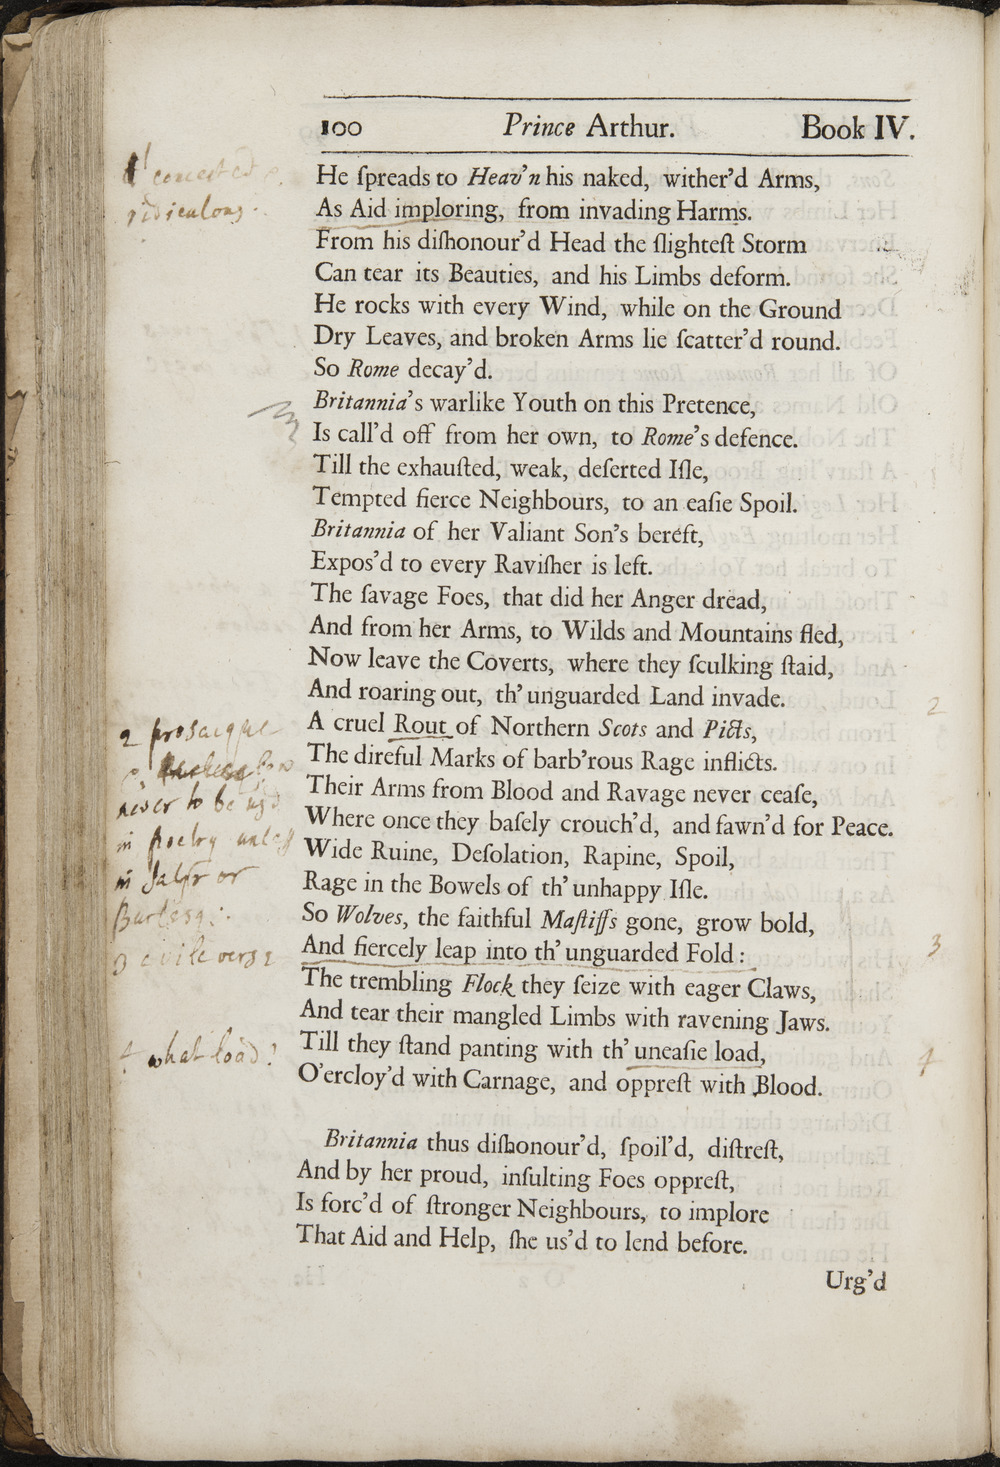 100 Prince Arthur. Book IV.
He ſpreads to Heav'n his naked, wither'd Arms,
As Aid imploring, from invading Harms.
From his diſhonour'd Head the ſlighteſt Storm
Can tear its Beauties, and his Limbs deform.
He rocks with every Wind, while on the Ground
Dry Leaves, and broken Arms lie ſcatter'd round.
So Rome decay'd.
Britannia's warlike Youth on this Pretence,
Is call'd off from her own, to Rome's defence.
Till the exhauſted, weak, deſerted Iſle,
Tempted fierce Neighbours, to an eaſie Spoil.
Britannia of her Valiant Son's bereft,
Expos'd to every Raviſher is left.
The ſavage Foes, that did her Anger dread,
And from her Arms, to Wilds and Mountains fled,
Now leave the Coverts, where they ſculking ſtaid,
And roaring out, th' unguarded Land invade.
A cruel Rout of Northern Scots and Picts,
The direful Marks of barb'rous Rage inflicts.
Their Arms from Blood and Ravage never ceaſe,
Where once they baſely crouch'd, and fawn'd for Peace.
Wide Ruine, Deſolation, Rapine, Spoil,
Rage in the Bowels of th' unhappy Iſle.
So Wolves, the faithful Maſtiffs gone, grow bold,
And fiercely leap into th' unguarded Fold:
The trembling Flock they ſeize with eager Claws,
And tear their mangled Limbs with ravening Jaws.
Till they ſtand panting with th' uneaſie load,
O'ercloy'd with Carnage, and oppreſt with Blood.
Britannia thus diſhonour'd, ſpoil'd, diſtreſt,
And by her proud, inſulting Foes oppreſt,
Is forc'd of ſtronger Neighbours, to implore
That Aid and Help, ſhe us'd to lend before.
Urg'd
ridiculous.
2 prosaique
never to be usd
in poetry unless
in Satyr or
Burlesq:.
3 vile verse
4 what load?
2
3
4